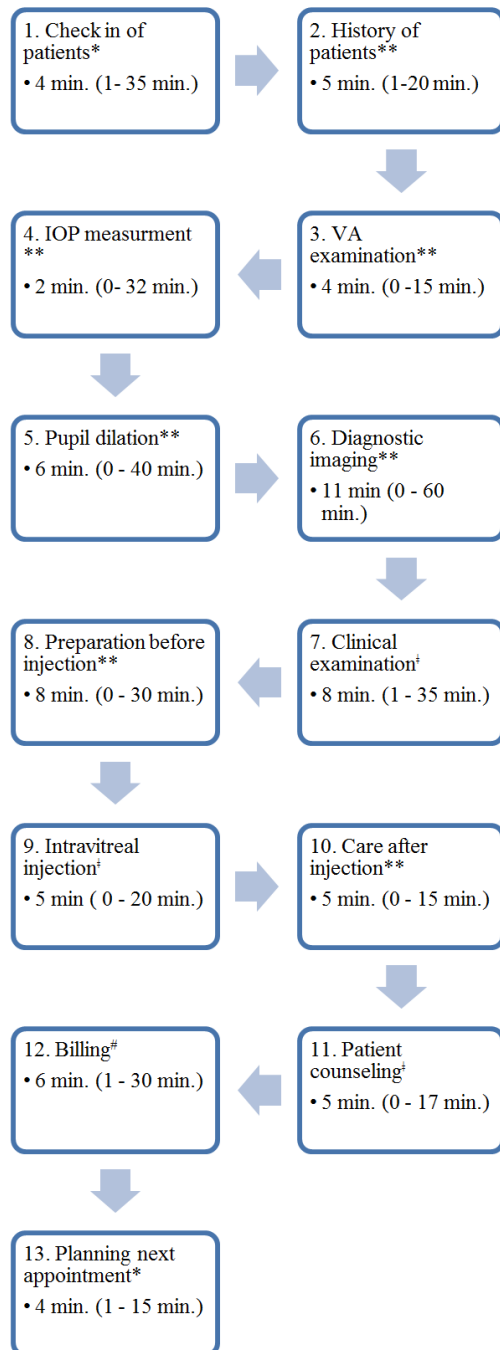 1. Check in of
patients*
• 4 min. (1- 35 min.)
2. History of
patients**
• 5 min. (1-20 min.)
3. VA
examination**
• 4 min. (0 -15 min.)
4. IOP measurment
**
• 2 min. (0- 32 min.)
5. Pupil dilation**
• 6 min. (0 - 40 min.)
6. Diagnostic
imaging**
• 11 min (0 - 60
min.)
7. Clinical
examination‡
• 8 min. (1 - 35 min.)
8. Preparation before
injection**
• 8 min. (0 - 30 min.)
9. Intravitreal
injection‡
• 5 min ( 0 - 20 min.)
10. Care after
injection**
• 5 min. (0 - 15 min.)
11. Patient
counseling‡
• 5 min. (0 - 17 min.)
12. Billing#
• 6 min. (1 - 30 min.)
13. Planning next
appointment*
• 4 min. (1 - 15 min.)